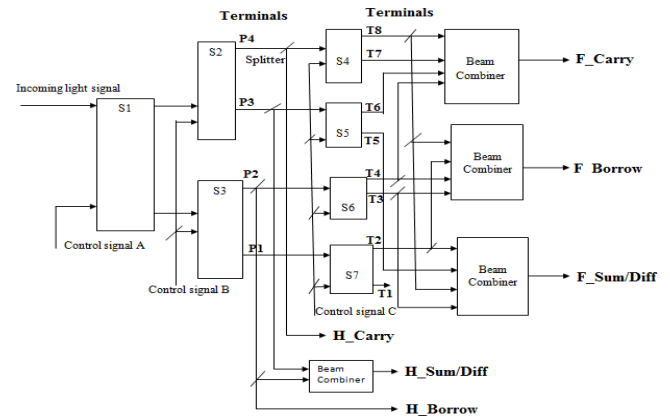 Terminals
Terminals
P4
Splitter
S2
S4
T8
T7
Beam
Combiner
F_Carry
Incoming light signal
S1
P3
S5
T6
T5
Beam
Combiner
F_Borrow
P2
S3
S6
T4
T3
P1
S7
T2
T1
Beam
Combiner
F_Sum/Diff
Control signal A
Control signal B
Control signal C
H_Carry
Beam
Combiner
H_Sum/Diff
H_Borrow